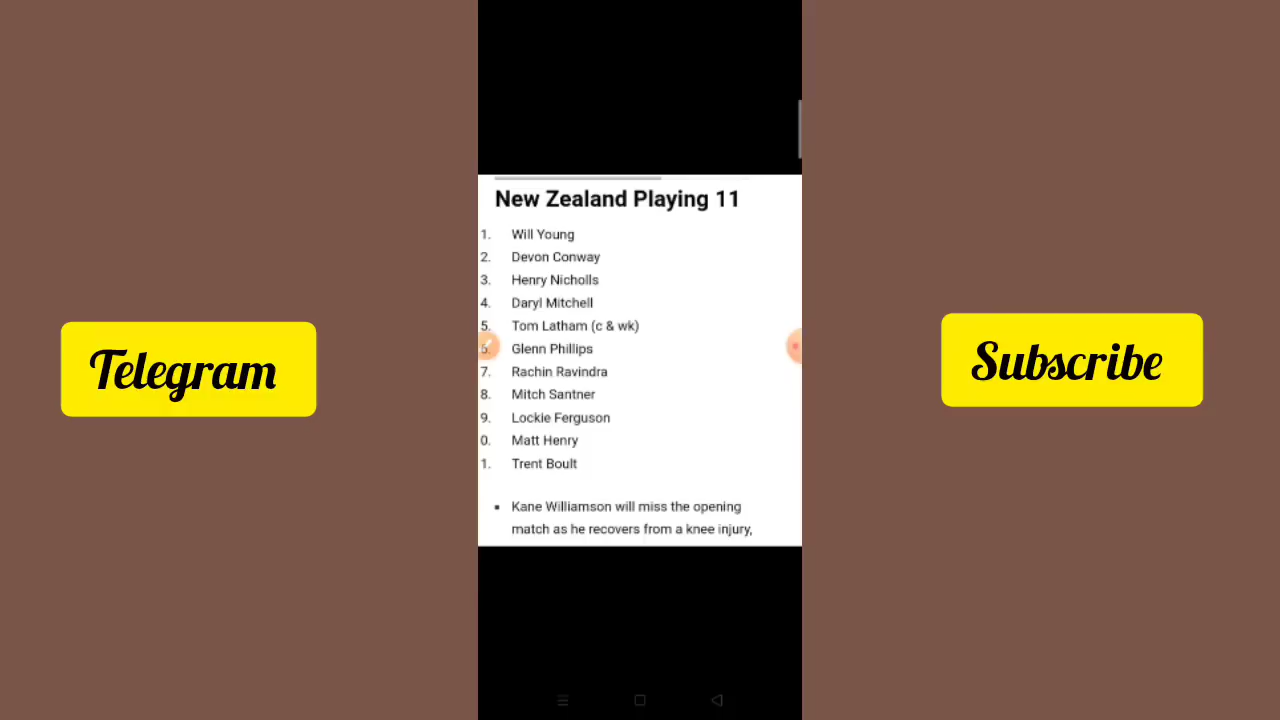 New Zealand Playing 11
1. Will Young
2. Devon Conway
3. Henry Nicholls
4. Daryl Mitchell
5. Tom Latham (c & wk)
6. Glenn Phillips
7. Rachin Ravindra
8. Mitch Santner
9. Lockie Ferguson
0. Matt Henry
1. Trent Boult
▪ Kane Williamson will miss the opening
match as he recovers from a knee injury,
Telegram
Subscribe